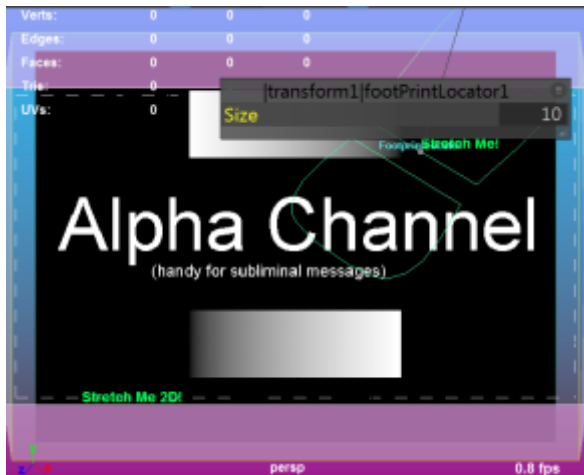 Verts: 0 0 0
Edges: 0 0 0
Faces: 0 0 0
Tris: 0
UVs: 0
|transform1|footPrintLocator1
Size 10
Stretch Me!
Alpha Channel
(handy for subliminal messages)
Stretch Me 2D!
persp
0.8 fps